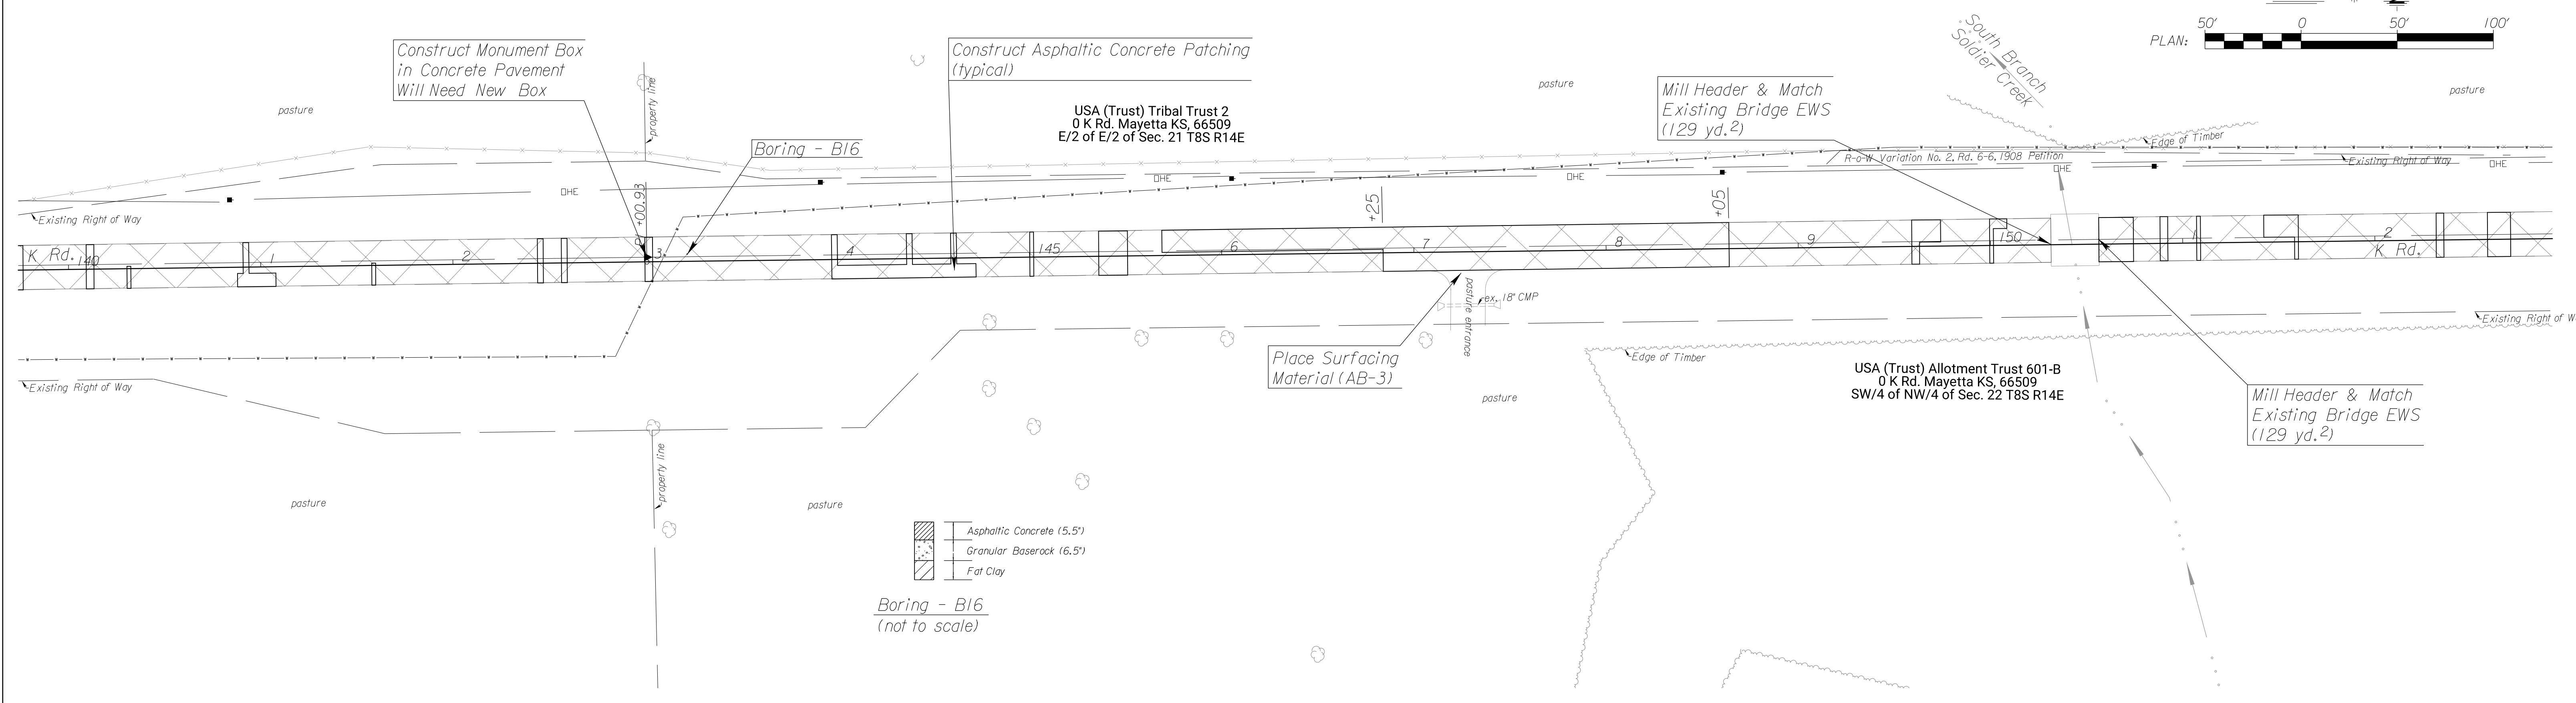 50' 0 50' 100'
PLAN:
South Branch
Soldier Creek
Construct Monument Box
in Concrete Pavement
Will Need New Box
property line
Construct Asphaltic Concrete Patching
(typical)
pasture
pasture
pasture
USA (Trust) Tribal Trust 2
0 K Rd. Mayetta KS, 66509
E/2 of E/2 of Sec. 21 T8S R14E
Mill Header & Match
Existing Bridge EWS
(129 yd.2)
Boring - B16
Edge of Timber
R-o-W Variation No. 2, Rd. 6-6, 1908 Petition
Existing Right of Way
HE
HE
HE
HE
HE
Existing Right of Way
PI +00.93
+25
+05
K Rd.
140
1
2
3
4
145
6
7
8
9
150
1
2
K Rd.
ex. 18" CMP
pasture entrance
Existing Right of W
Place Surfacing
Material (AB-3)
Edge of Timber
Existing Right of Way
USA (Trust) Allotment Trust 601-B
0 K Rd. Mayetta KS, 66509
SW/4 of NW/4 of Sec. 22 T8S R14E
pasture
Mill Header & Match
Existing Bridge EWS
(129 yd.2)
property line
pasture
pasture
Asphaltic Concrete (5.5")
Granular Baserock (6.5")
Fat Clay
Boring - B16
(not to scale)